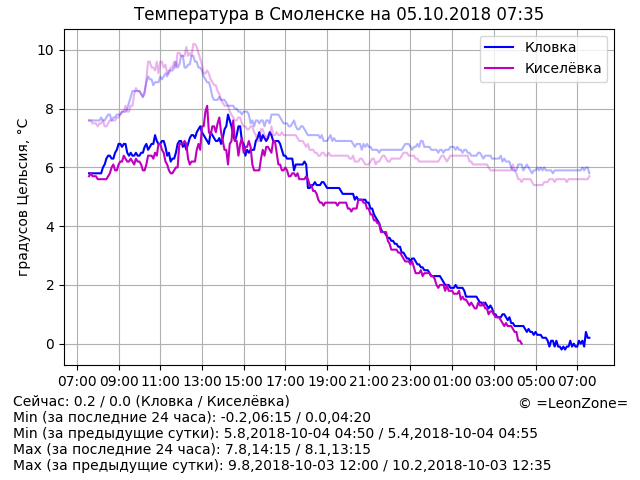 Температура в Смоленске на 05.10.2018 07:35
Кловка
Киселёвка
градусов Цельсия, °C
10
8
6
4
2
0
07:00 09:00 11:00 13:00 15:00 17:00 19:00 21:00 23:00 01:00 03:00 05:00 07:00
Сейчас: 0.2 / 0.0 (Кловка / Киселёвка)
© =LeonZone=
Min (за последние 24 часа): -0.2,06:15 / 0.0,04:20
Min (за предыдущие сутки): 5.8,2018-10-04 04:50 / 5.4,2018-10-04 04:55
Max (за последние 24 часа): 7.8,14:15 / 8.1,13:15
Max (за предыдущие сутки): 9.8,2018-10-03 12:00 / 10.2,2018-10-03 12:35